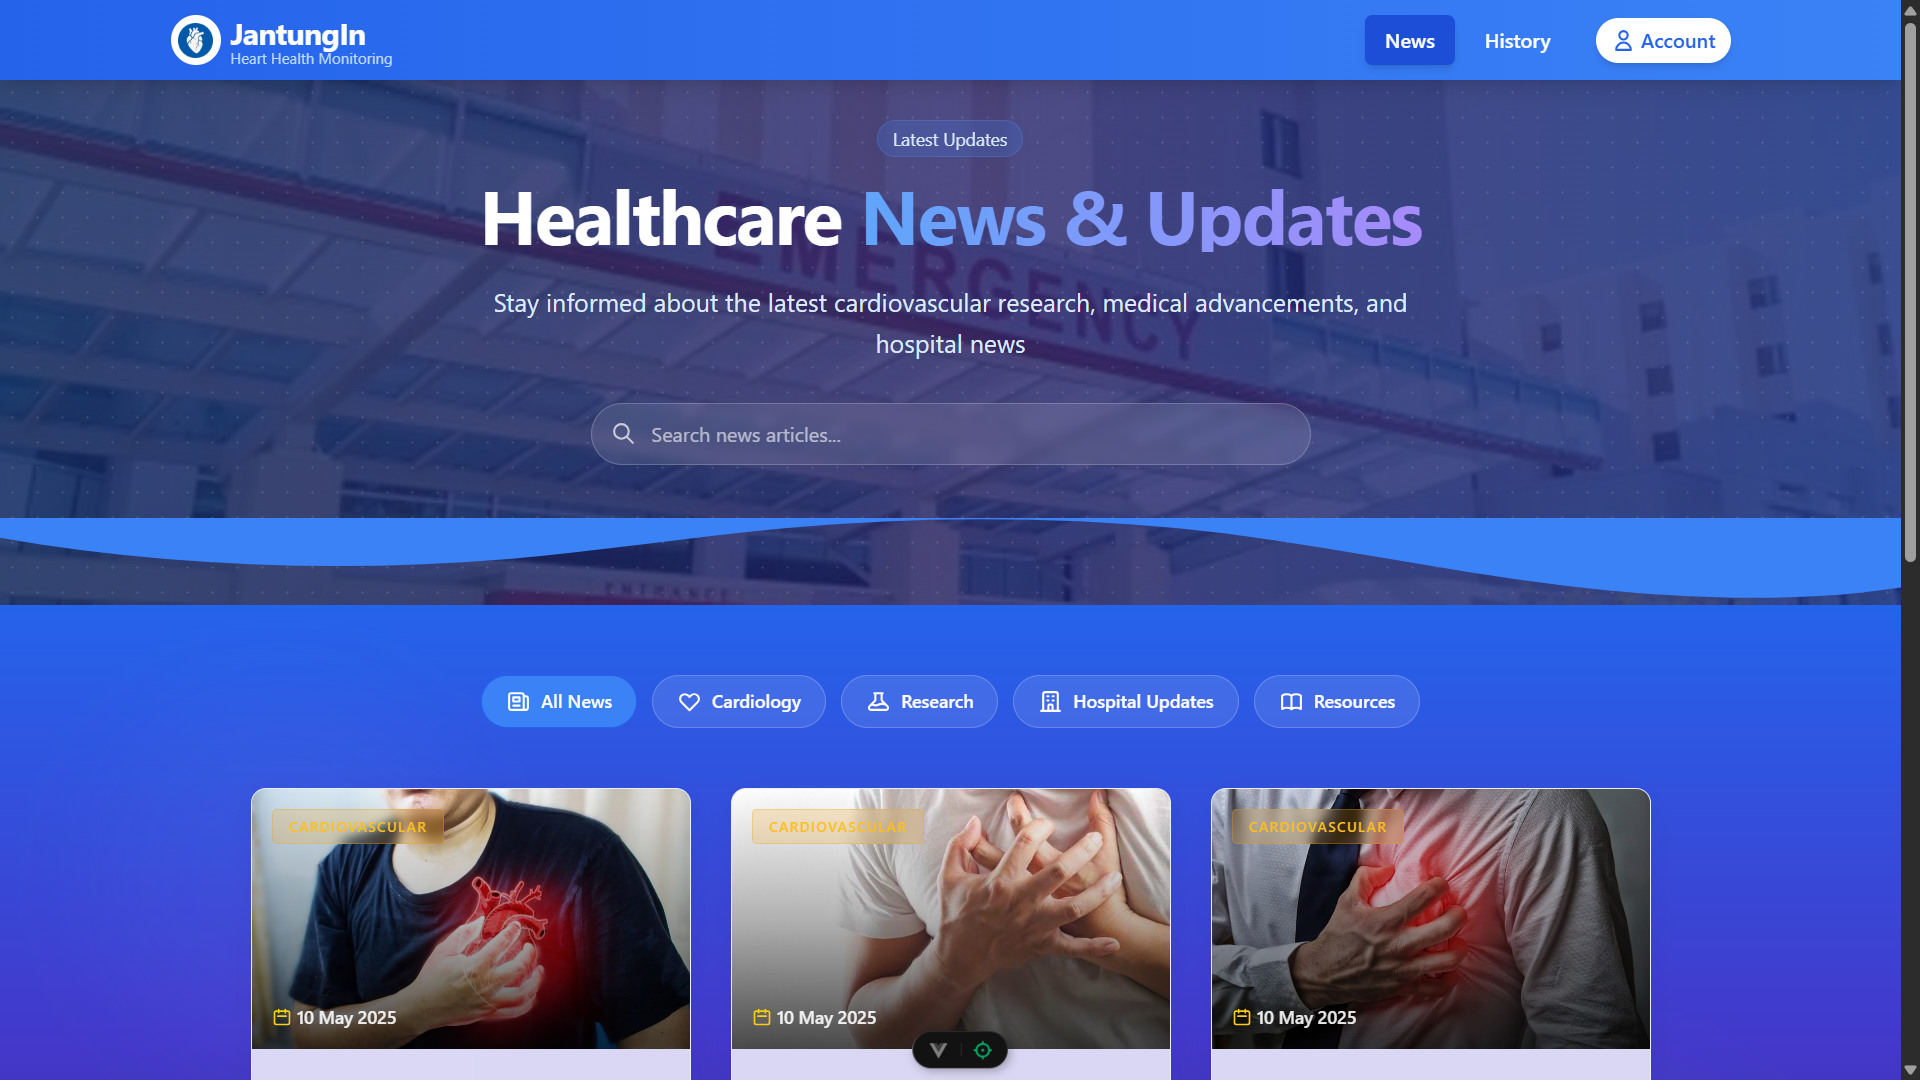 JantungIn
Heart Health Monitoring
News
History
Account
Latest Updates
Healthcare News & Updates
EMERGENCY
Stay informed about the latest cardiovascular research, medical advancements, and
hospital news
Search news articles...
ENTRANCE
All News
Cardiology
Research
Hospital Updates
Resources
CARDIOVASCULAR
CARDIOVASCULAR
CARDIOVASCULAR
10 May 2025
10 May 2025
10 May 2025